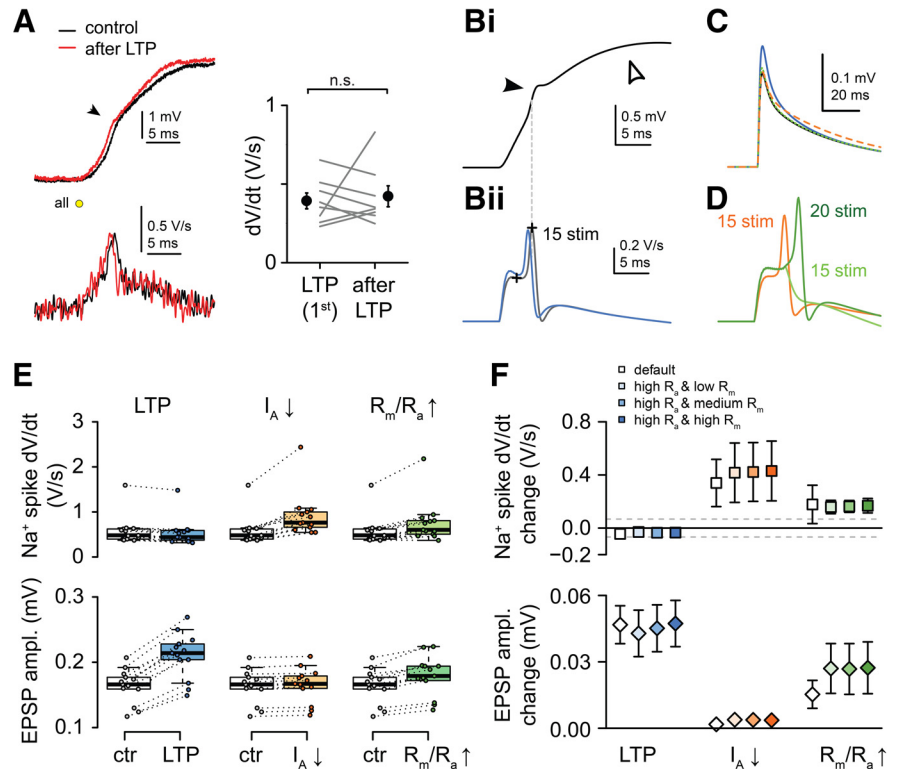 A
control
after LTP
1 mV
5 ms
all
0.5 V/s
5 ms
n.s.
1
0
dV/dt (V/s)
LTP
(1st)
after
LTP
Bi
0.5 mV
5 ms
Bii
15 stim
0.2 V/s
5 ms
C
0.1 mV
20 ms
D
15 stim
20 stim
15 stim
E
LTP
IA ↓
Rm/Ra ↑
Na+ spike dV/dt
(V/s)
3
2
1
0
EPSP ampl. (mV)
0.3
0.2
0.1
ctr
LTP
ctr
IA ↓
ctr
Rm/Ra ↑
F
default
high Ra & low Rm
high Ra & medium Rm
high Ra & high Rm
Na+ spike dV/dt
change (V/s)
0.8
0.4
0.0
−0.2
EPSP ampl.
change (mV)
0.06
0.03
0.00
LTP
IA ↓
Rm/Ra ↑